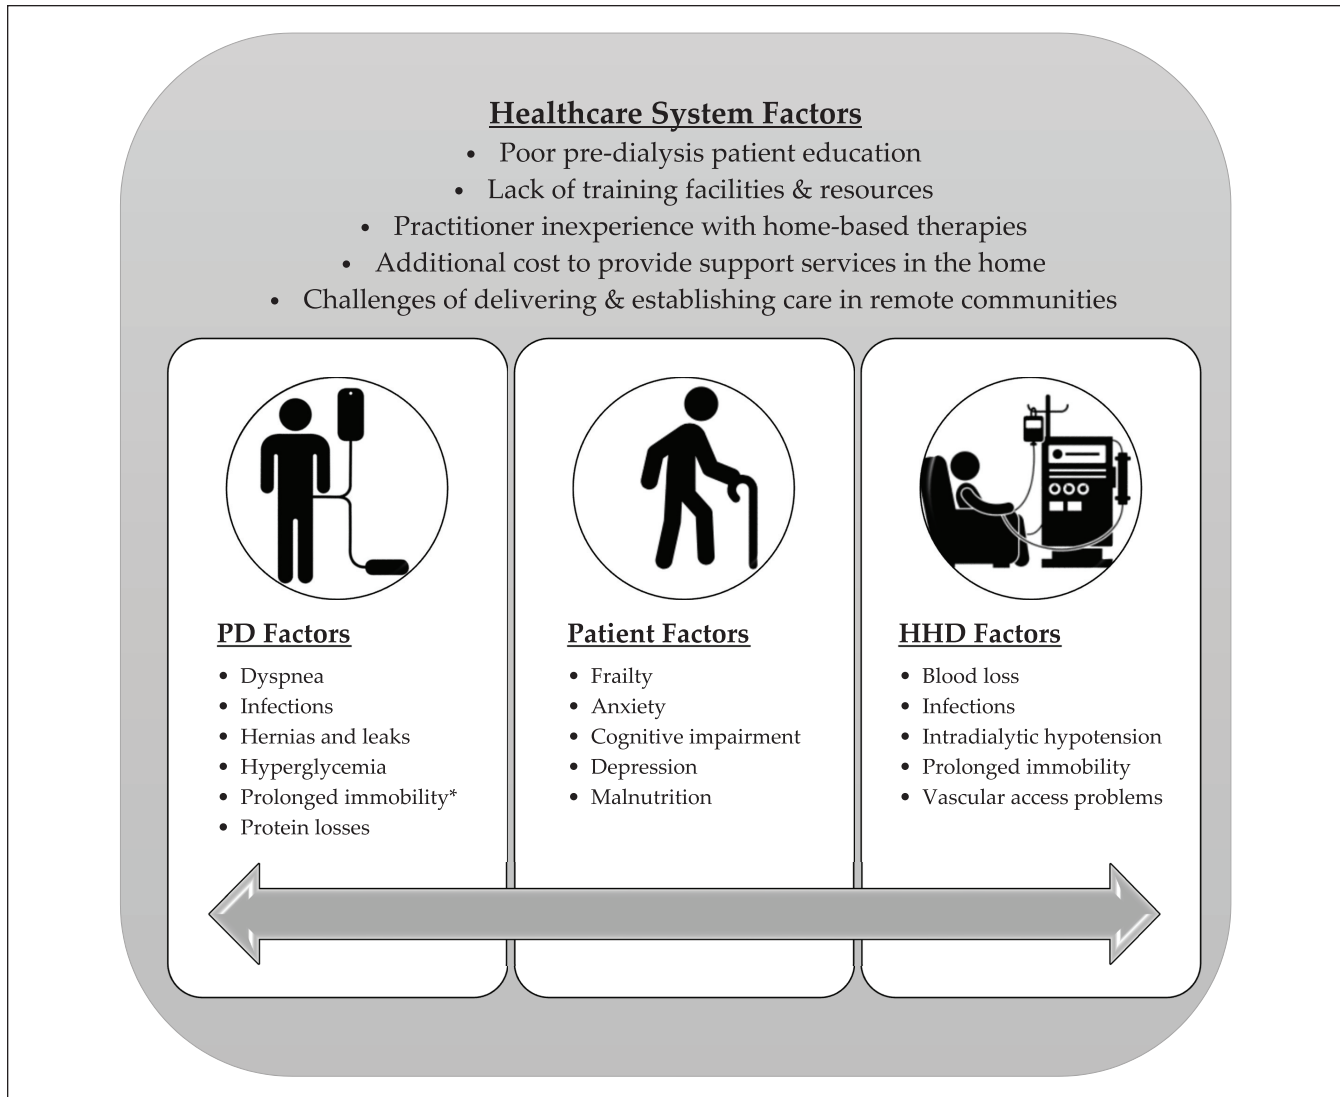 Healthcare System Factors
• Poor pre-dialysis patient education
• Lack of training facilities & resources
• Practitioner inexperience with home-based therapies
• Additional cost to provide support services in the home
• Challenges of delivering & establishing care in remote communities
PD Factors
• Dyspnea
• Infections
• Hernias and leaks
• Hyperglycemia
• Prolonged immobility*
• Protein losses
Patient Factors
• Frailty
• Anxiety
• Cognitive impairment
• Depression
• Malnutrition
HHD Factors
• Blood loss
• Infections
• Intradialytic hypotension
• Prolonged immobility
• Vascular access problems